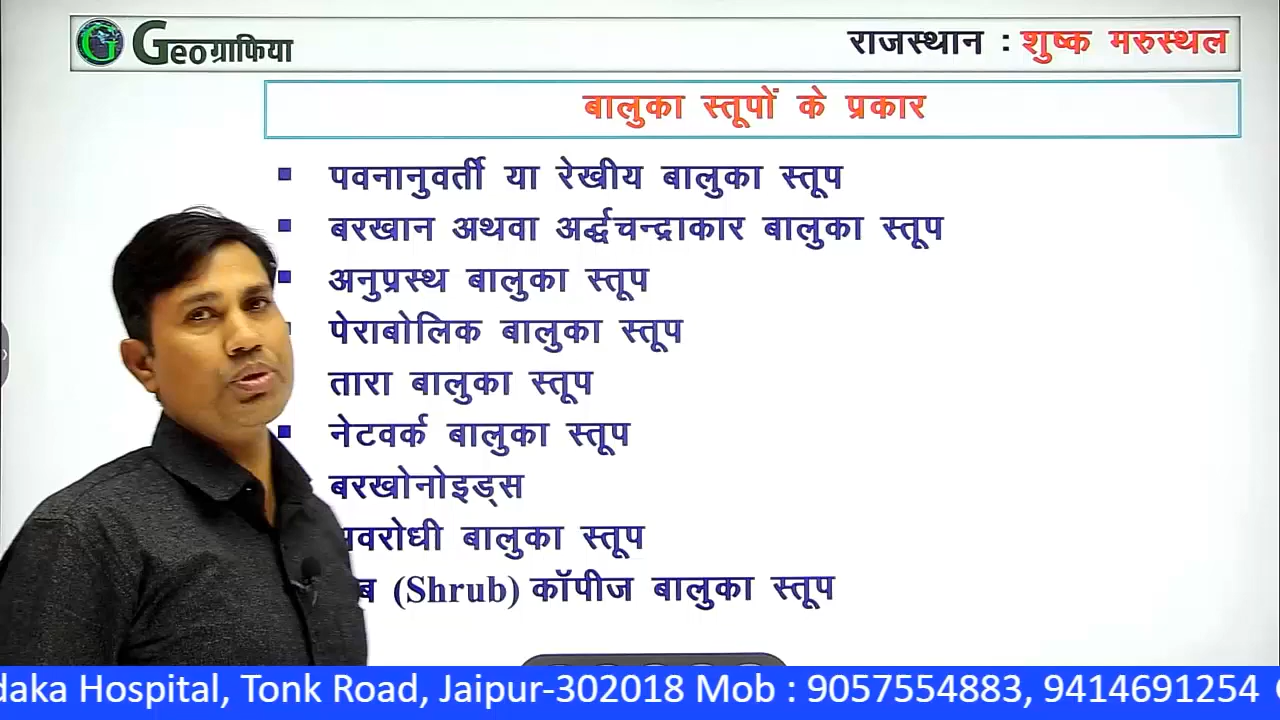 Geoग्राफिया
राजस्थान : शुष्क मरुस्थल
बालुका स्तूपों के प्रकार
▪ पवनानुवर्ती या रेखीय बालुका स्तूप
▪ बरखान अथवा अर्द्धचन्द्राकार बालुका स्तूप
▪ अनुप्रस्थ बालुका स्तूप
पेराबोलिक बालुका स्तूप
तारा बालुका स्तूप
▪ नेटवर्क बालुका स्तूप
बरखोनोइड्स
बालुका स्तूप
(Shrub) कॉपीज बालुका स्तूप
Hospital, Tonk Road, Jaipur-302018 Mob : 9057554883, 9414691254